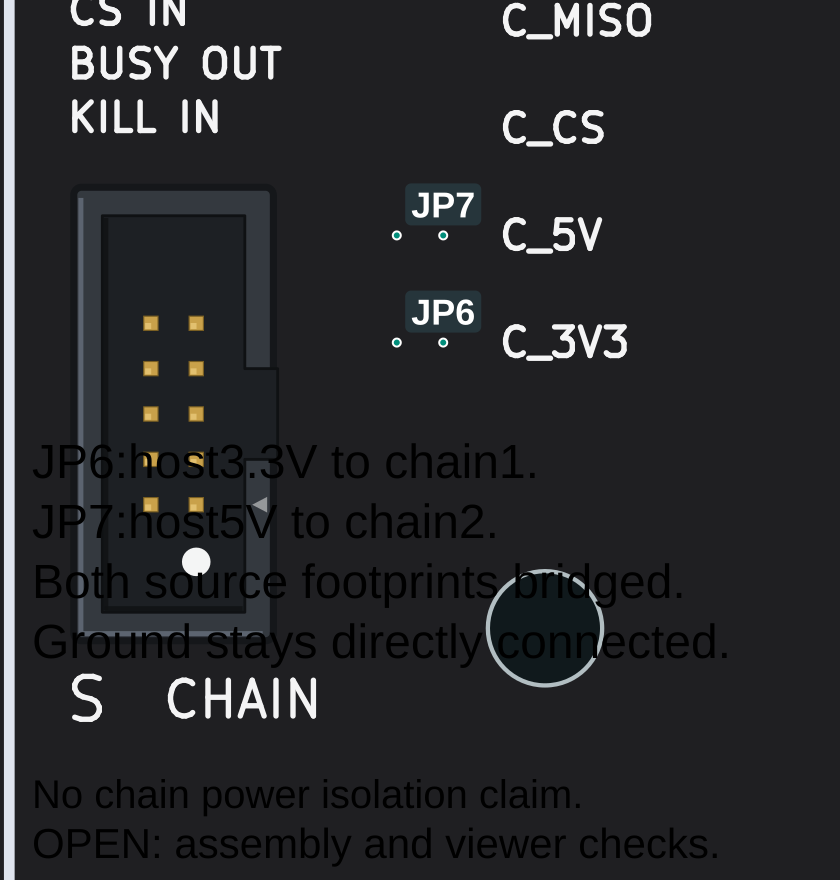 CS IN
BUSY OUT
KILL IN
C_MISO
C_CS
JP7
C_5V
JP6
C_3V3
JP6:host3.3V to chain1.
JP7:host5V to chain2.
Both source footprints bridged.
Ground stays directly connected.
S CHAIN
No chain power isolation claim.
OPEN: assembly and viewer checks.